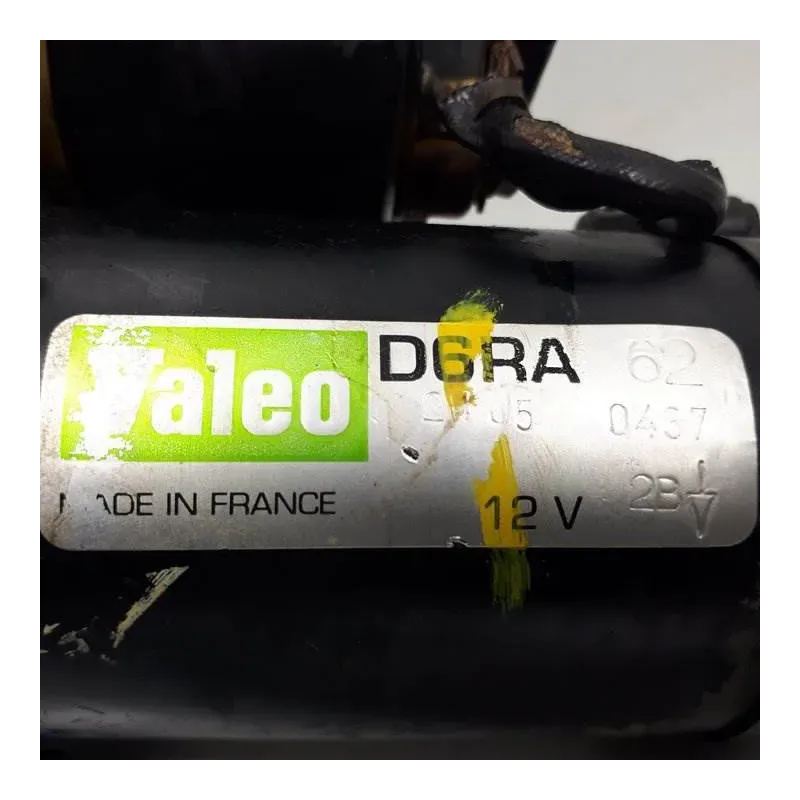 Valeo
D6RA 62
0437
MADE IN FRANCE
12 V
2B